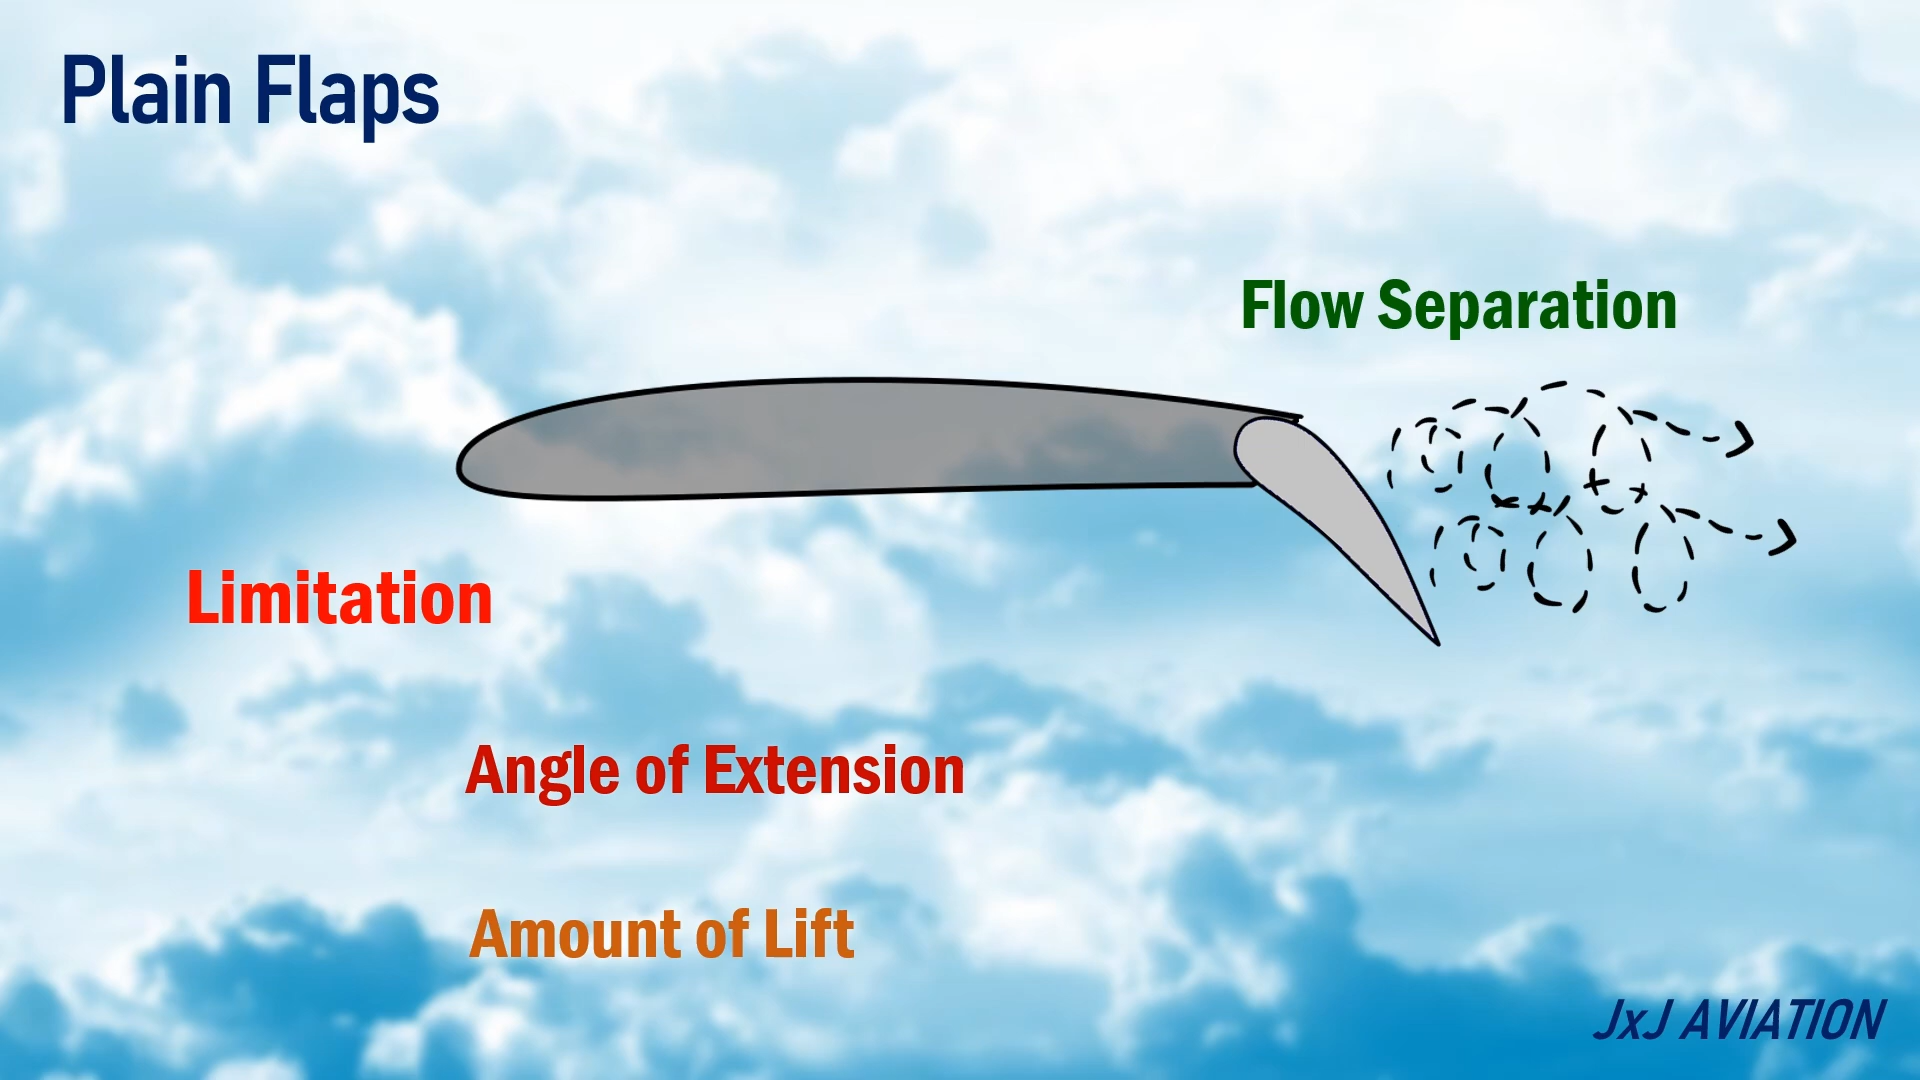 Plain Flaps
Flow Separation
Limitation
Angle of Extension
Amount of Lift
JxJ AVIATION